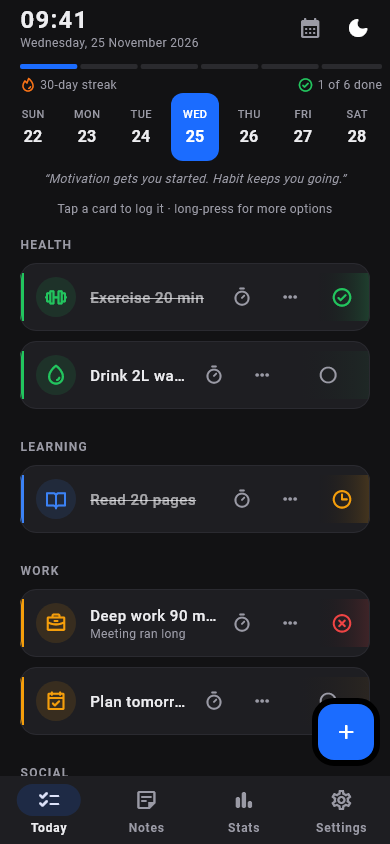 09:41
Wednesday, 25 November 2026
30-day streak
1 of 6 done
SUN MON TUE WED THU FRI SAT
22 23 24 25 26 27 28
“Motivation gets you started. Habit keeps you going.”
Tap a card to log it · long-press for more options
HEALTH
Exercise 20 min
Drink 2L wa...
LEARNING
Read 20 pages
WORK
Deep work 90 m...
Meeting ran long
Plan tomorr...
SOCIAL
Today Notes Stats Settings